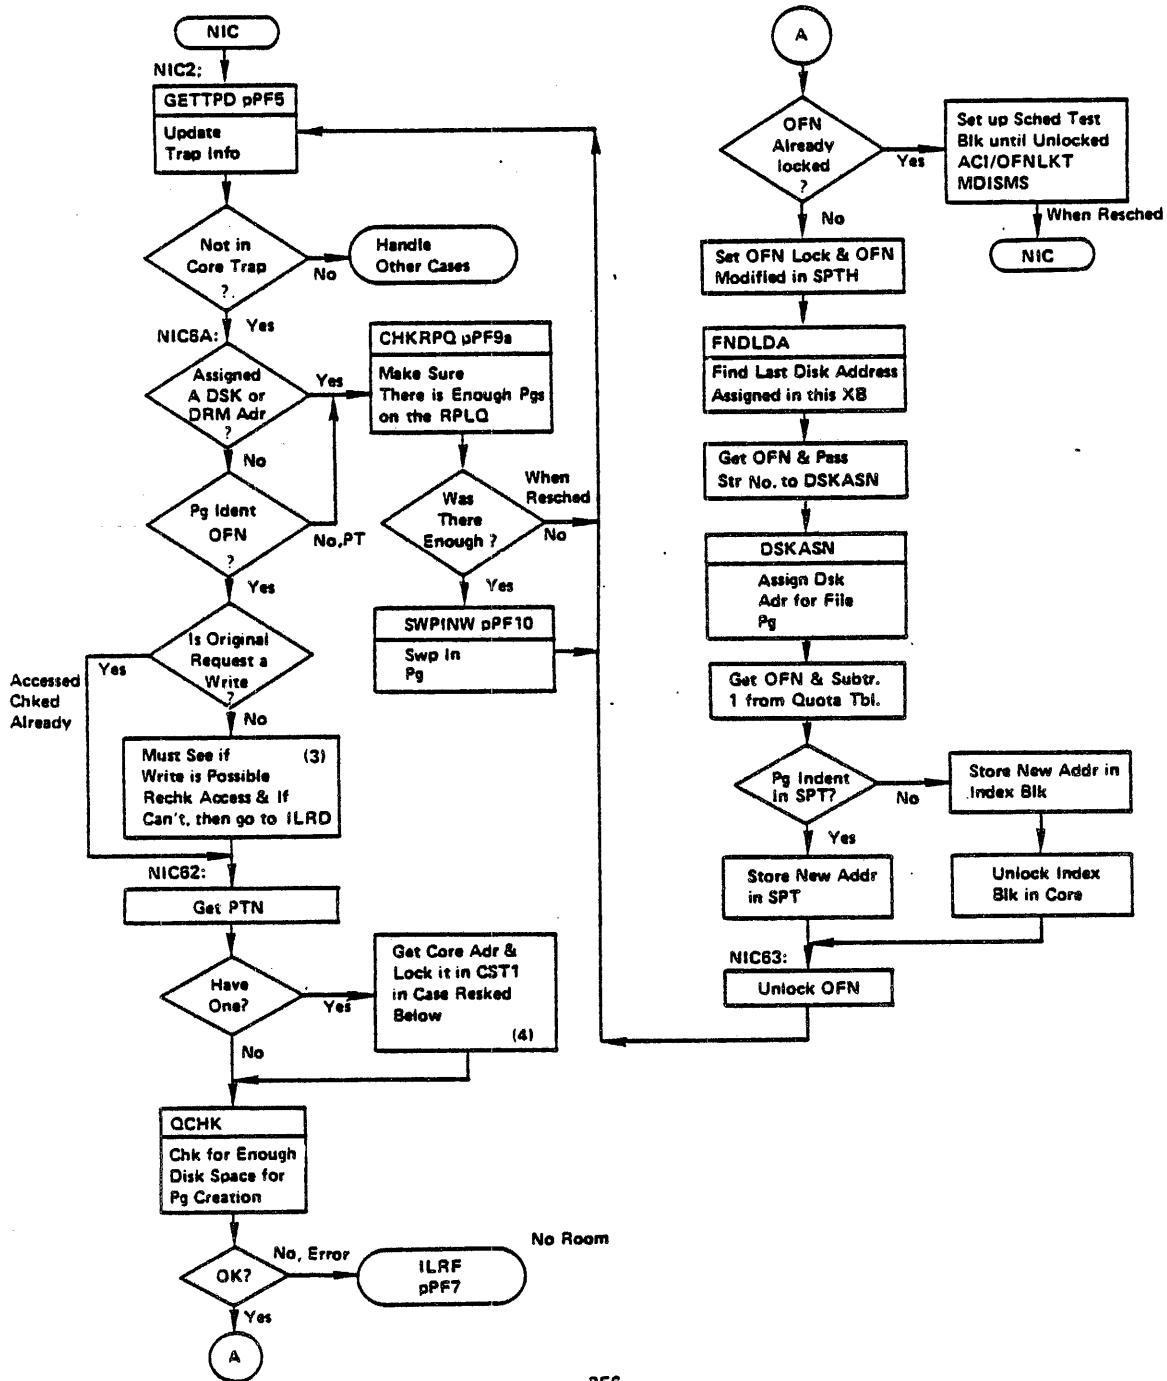 NIC
NIC2:
GETTPD pPF5
Update
Trap Info
Not in
Core Trap
?
No
Handle
Other Cases
Yes
NIC6A:
Assigned
A DSK or
DRM Adr
?
Yes
CHKRPQ pPF9a
Make Sure
There is Enough Pgs
on the RPLQ
No
Pg Ident
OFN
?
No,PT
Was
There
Enough ?
When
Resched
No
Yes
SWPINW pPF10
Swp In
Pg
Yes
Is Original
Request a
Write
?
Yes
Accessed
Chked
Already
No
Must See if (3)
Write is Possible
Rechk Access & If
Can't, then go to ILRD
NIC62:
Get PTN
Have
One?
Yes
Get Core Adr &
Lock it in CST1
in Case Resked
Below
(4)
No
QCHK
Chk for Enough
Disk Space for
Pg Creation
OK?
No, Error
ILRF
pPF7
No Room
Yes
A
A
OFN
Already
locked
?
Yes
Set up Sched Test
Blk until Unlocked
ACI/OFNLKT
MDISMS
When Resched
NIC
No
Set OFN Lock & OFN
Modified in SPTH
FNDLDA
Find Last Disk Address
Assigned in this XB
Get OFN & Pass
Str No. to DSKASN
DSKASN
Assign Dsk
Adr for File
Pg
Get OFN & Subtr.
1 from Quota Tbl.
Pg Indent
in SPT?
No
Store New Addr in
Index Blk
Unlock Index
Blk in Core
Yes
Store New Addr
in SPT
NIC63:
Unlock OFN